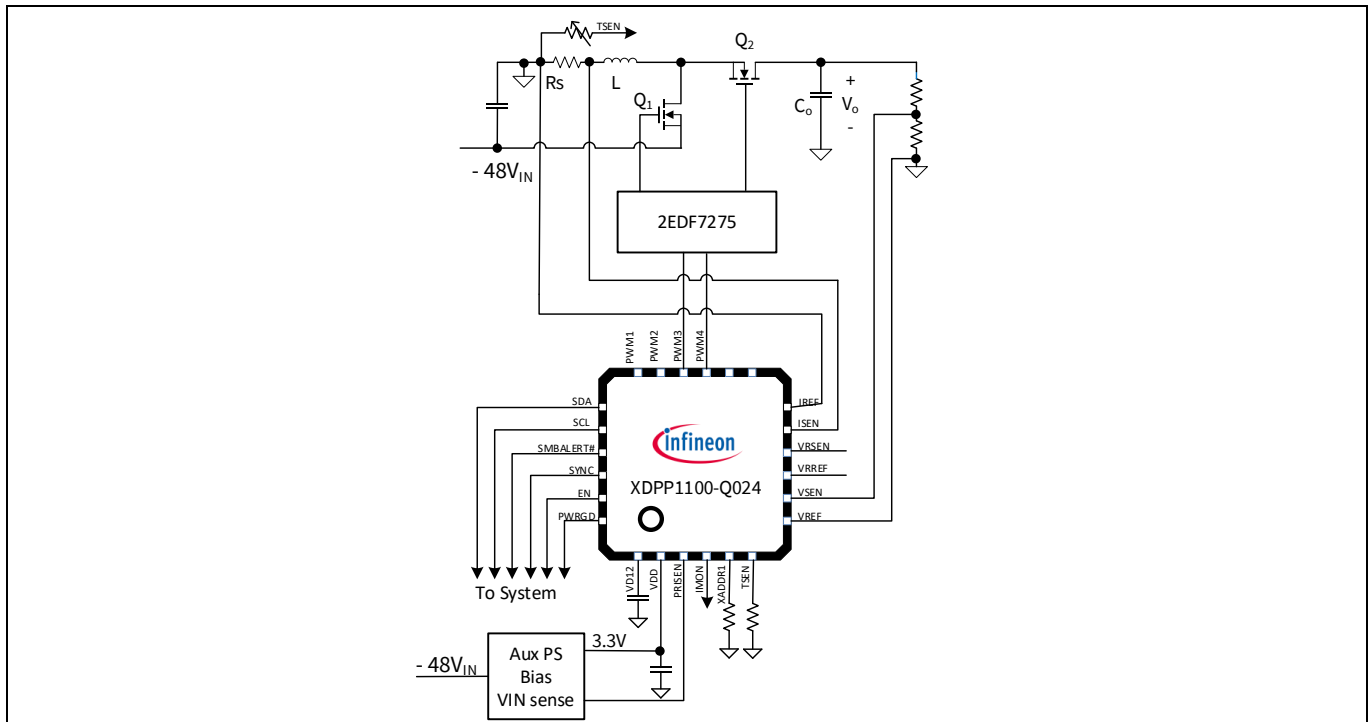 TSEN
Q2
Rs
L
Q1
Co
+
Vo
-
- 48VIN
2EDF7275
PWM1
PWM2
PWM3
PWM4
SDA
IREF
SCL
ISEN
infineon
SMBALERT#
VRSEN
SYNC
VRREF
XDPP1100-Q024
EN
VSEN
PWRGD
VREF
VD12
VDD
PRISEN
IMON
XADDR1
TSEN
To System
3.3V
Aux PS
- 48VIN
Bias
VIN sense